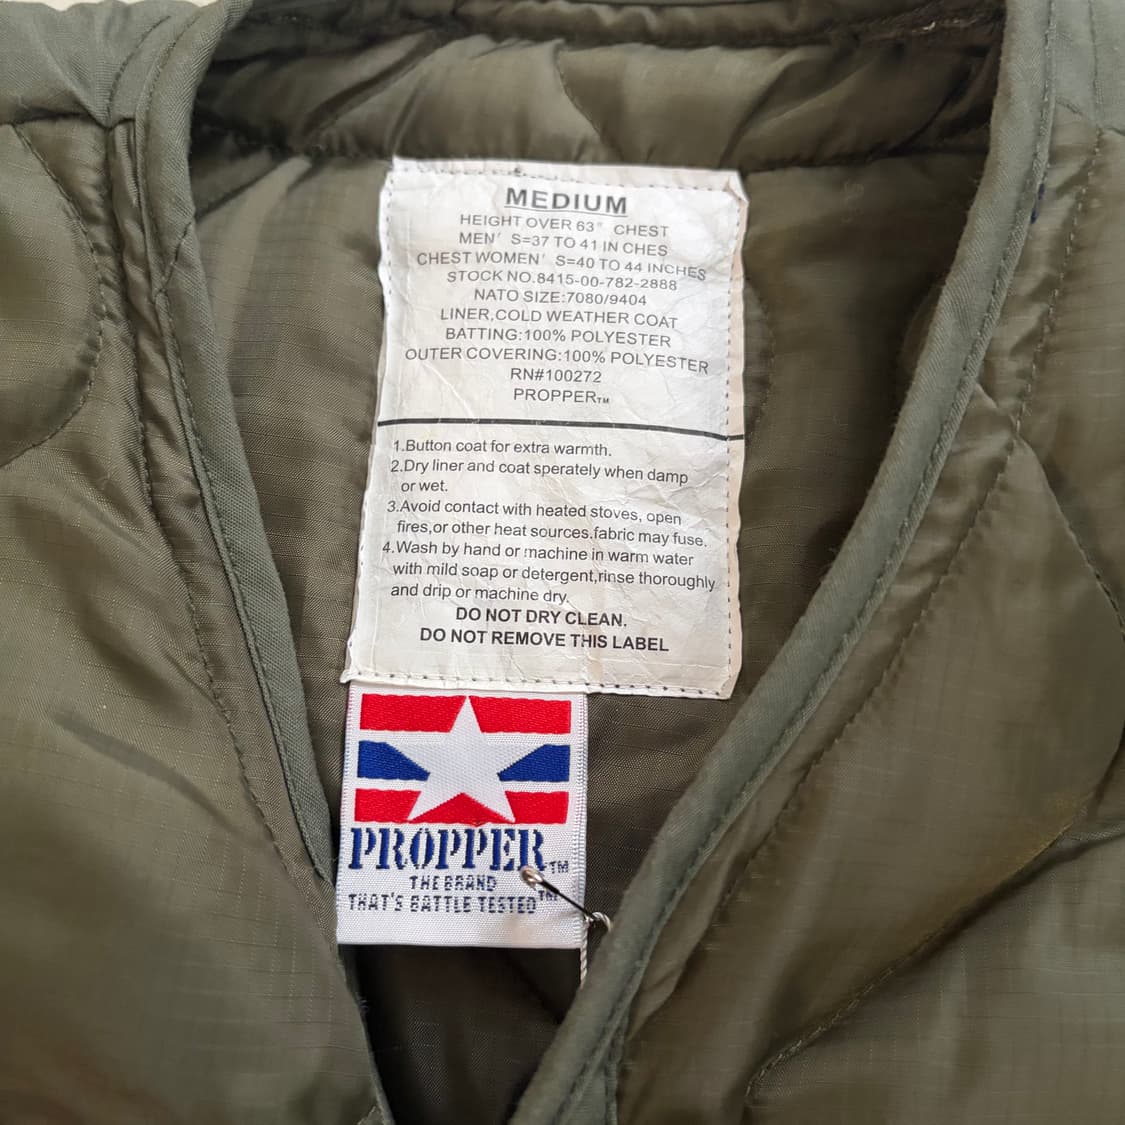 MEDIUM
HEIGHT OVER 63" CHEST
MEN' S=37 TO 41 IN CHES
CHEST WOMEN' S=40 TO 44 INCHES
STOCK NO.8415-00-782-2888
NATO SIZE:7080/9404
LINER,COLD WEATHER COAT
BATTING:100% POLYESTER
OUTER COVERING:100% POLYESTER
RN#100272
PROPPER™
1.Button coat for extra warmth.
2.Dry liner and coat sperately when damp
or wet.
3.Avoid contact with heated stoves, open
fires,or other heat sources.fabric may fuse.
4.Wash by hand or machine in warm water
with mild soap or detergent,rinse thoroughly
and drip or machine dry.
DO NOT DRY CLEAN.
DO NOT REMOVE THIS LABEL
PROPPER™
THE BRAND
THAT'S BATTLE TESTED™